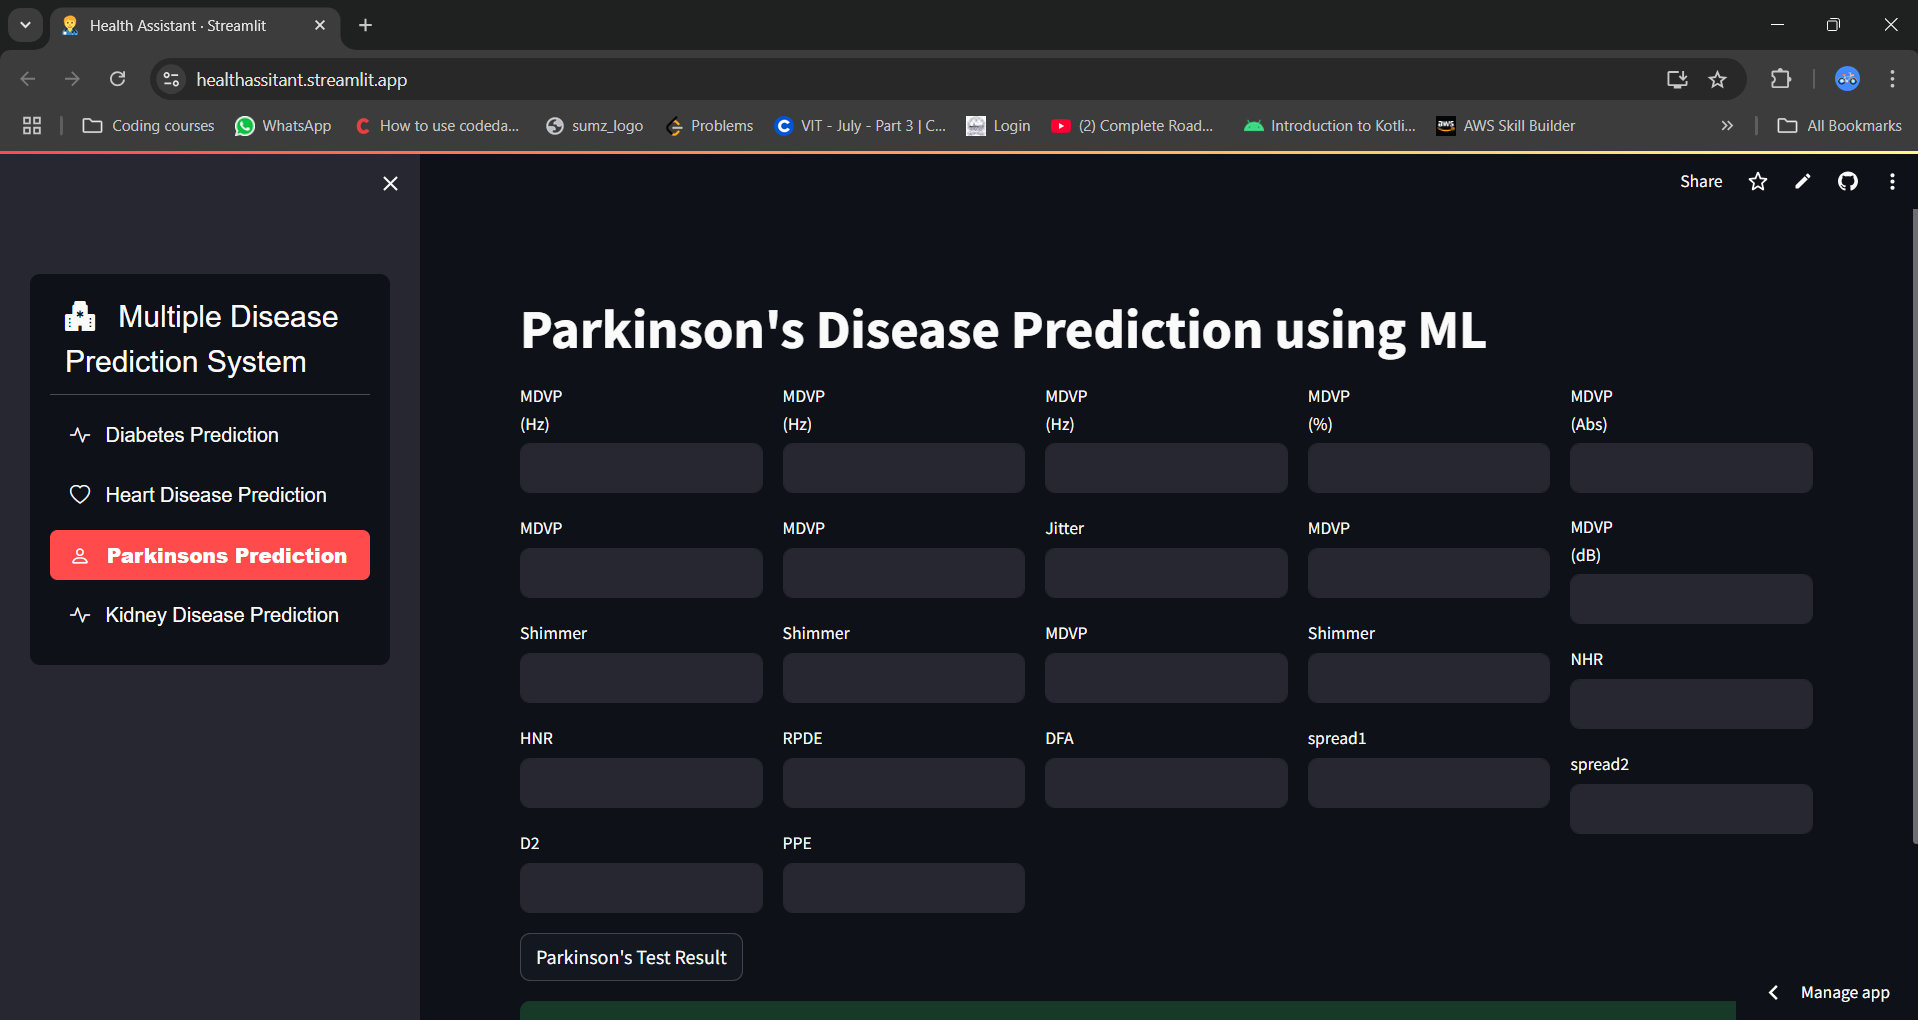 Health Assistant · Streamlit
healthassitant.streamlit.app
Coding courses
WhatsApp
How to use codeda...
sumz_logo
Problems
VIT - July - Part 3 | C...
Login
(2) Complete Road...
Introduction to Kotli...
aws
AWS Skill Builder
All Bookmarks
Share
Multiple Disease
Prediction System
Diabetes Prediction
Heart Disease Prediction
Parkinsons Prediction
Kidney Disease Prediction
Parkinson's Disease Prediction using ML
MDVP
(Hz)
MDVP
(Hz)
MDVP
(Hz)
MDVP
(%)
MDVP
(Abs)
MDVP
MDVP
Jitter
MDVP
MDVP
(dB)
Shimmer
Shimmer
MDVP
Shimmer
NHR
HNR
RPDE
DFA
spread1
spread2
D2
PPE
Parkinson's Test Result
Manage app